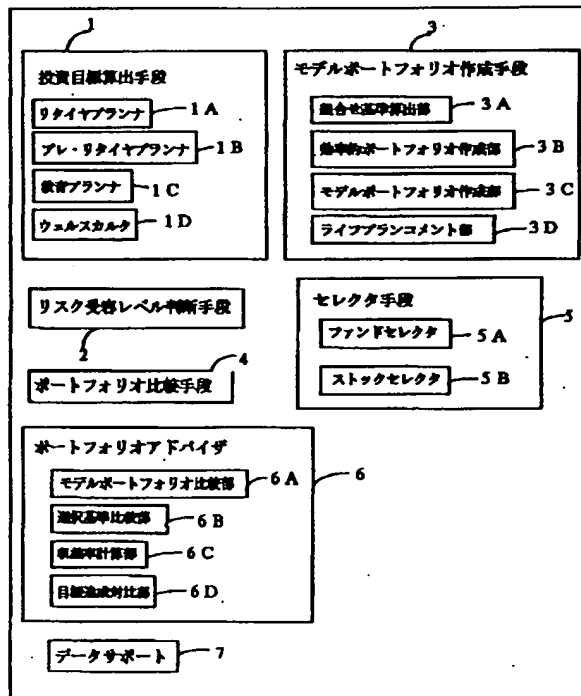 1
投資目標算出手段
リタイヤプランナ 1A
プレ・リタイヤプランナ 1B
教育プランナ 1C
ウェルスカルク 1D
3
モデルポートフォリオ作成手段
組合せ基準算出部 3A
効率的ポートフォリオ作成部 3B
モデルポートフォリオ作成部 3C
ライフプランコメント部 3D
リスク受容レベル判断手段
2
ポートフォリオ比較手段
4
セレクタ手段
5
ファンドセレクタ 5A
ストックセレクタ 5B
ポートフォリオアドバイザ
6
モデルポートフォリオ比較部 6A
選択基準比較部 6B
収益率計算部 6C
目標達成対比部 6D
データサポート 7